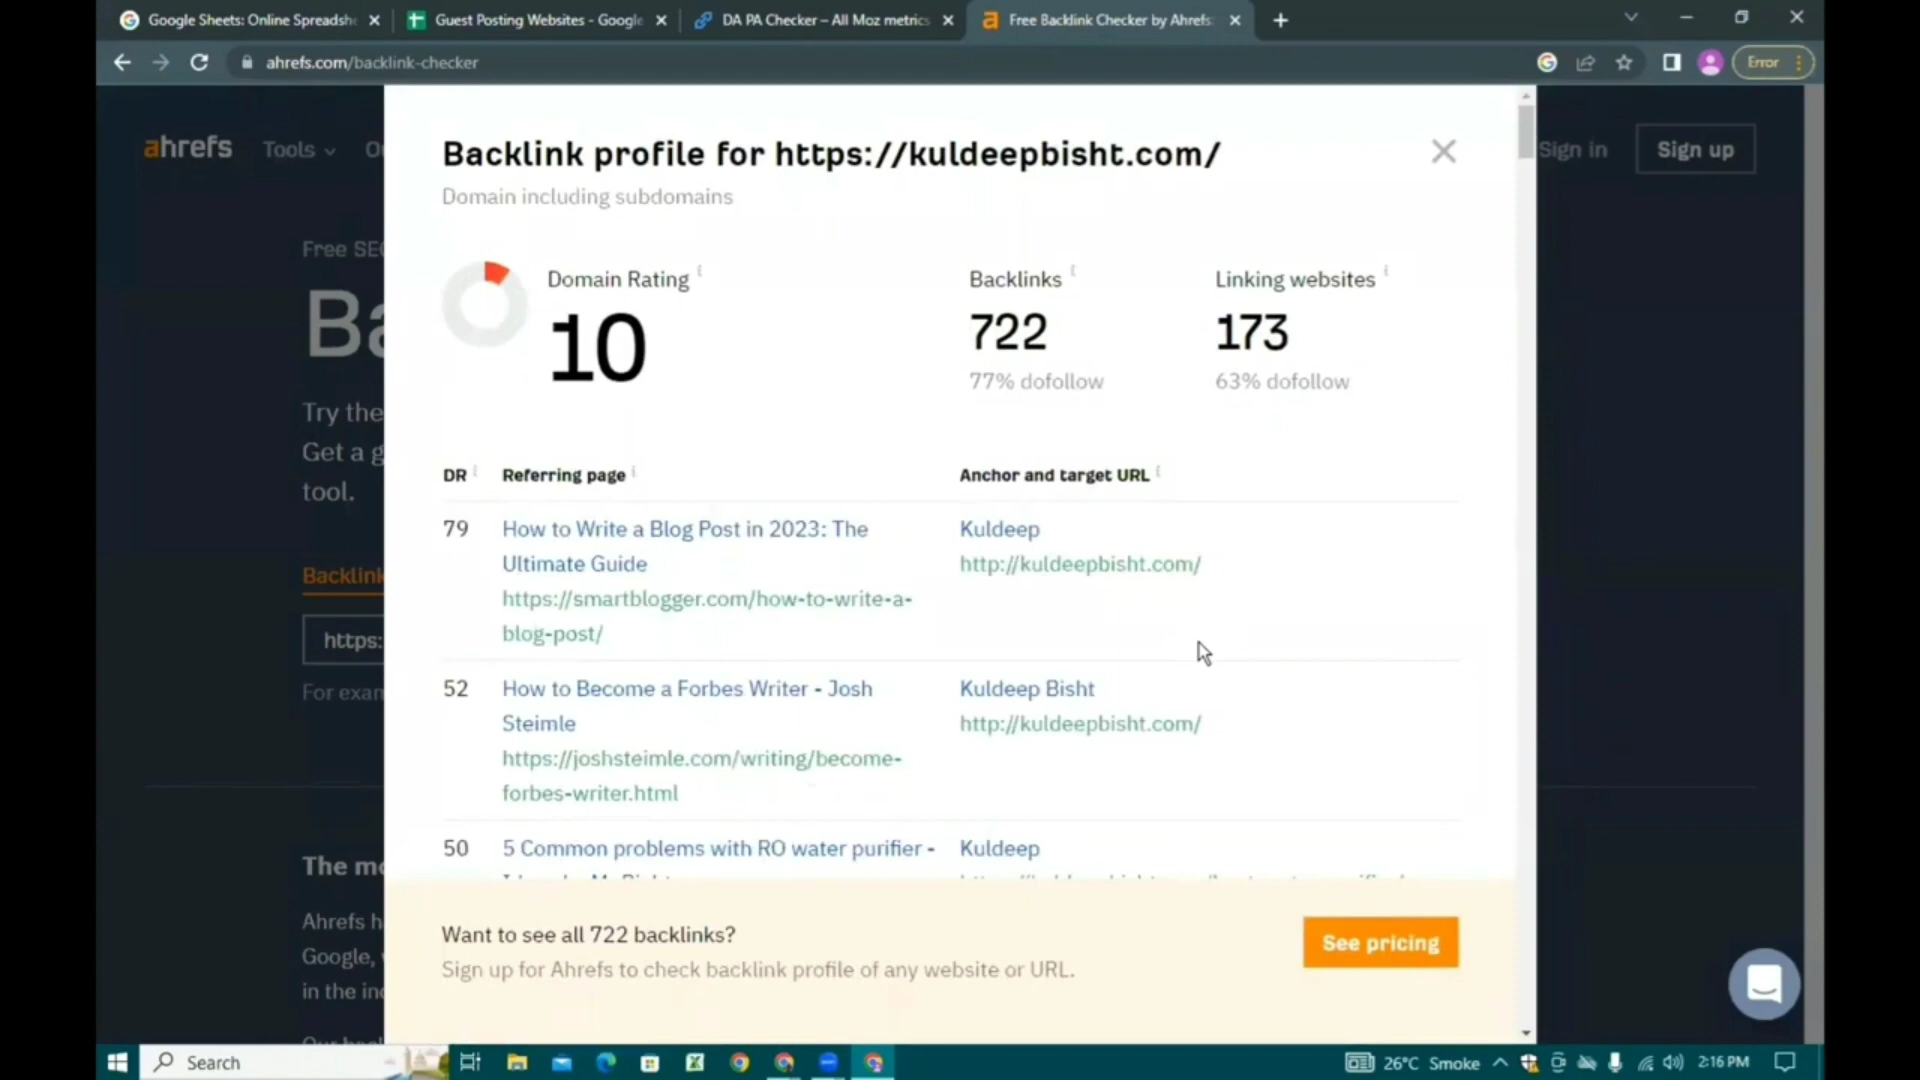 Google Sheets: Online Spreadshe
Guest Posting Websites - Google
DA PA Checker – All Moz metrics
Free Backlink Checker by Ahrefs:
ahrefs.com/backlink-checker
Error
ahrefs
Tools
Sign in
Sign up
Backlink profile for https://kuldeepbisht.com/
Domain including subdomains
Free SEO
Ba
Domain Rating
Backlinks
Linking websites
10
722
173
77% dofollow
63% dofollow
Try the
Get a g
tool.
DR
Referring page
Anchor and target URL
79
How to Write a Blog Post in 2023: The
Ultimate Guide
https://smartblogger.com/how-to-write-a-
blog-post/
Kuldeep
http://kuldeepbisht.com/
Backlink
https:
For exam
52
How to Become a Forbes Writer - Josh
Steimle
https://joshsteimle.com/writing/become-
forbes-writer.html
Kuldeep Bisht
http://kuldeepbisht.com/
50
5 Common problems with RO water purifier -
Kuldeep
The mo
Ahrefs h
Google,
in the in
Want to see all 722 backlinks?
Sign up for Ahrefs to check backlink profile of any website or URL.
See pricing
Search
26°C Smoke
2:16 PM